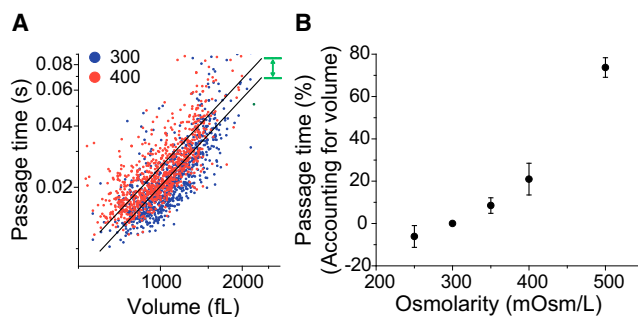 A
300
400
Passage time (s)
0.08
0.06
0.04
0.02
1000
2000
Volume (fL)
B
Passage time (%)
(Accounting for volume)
80
60
40
20
0
-20
200
300
400
500
Osmolarity (mOsm/L)